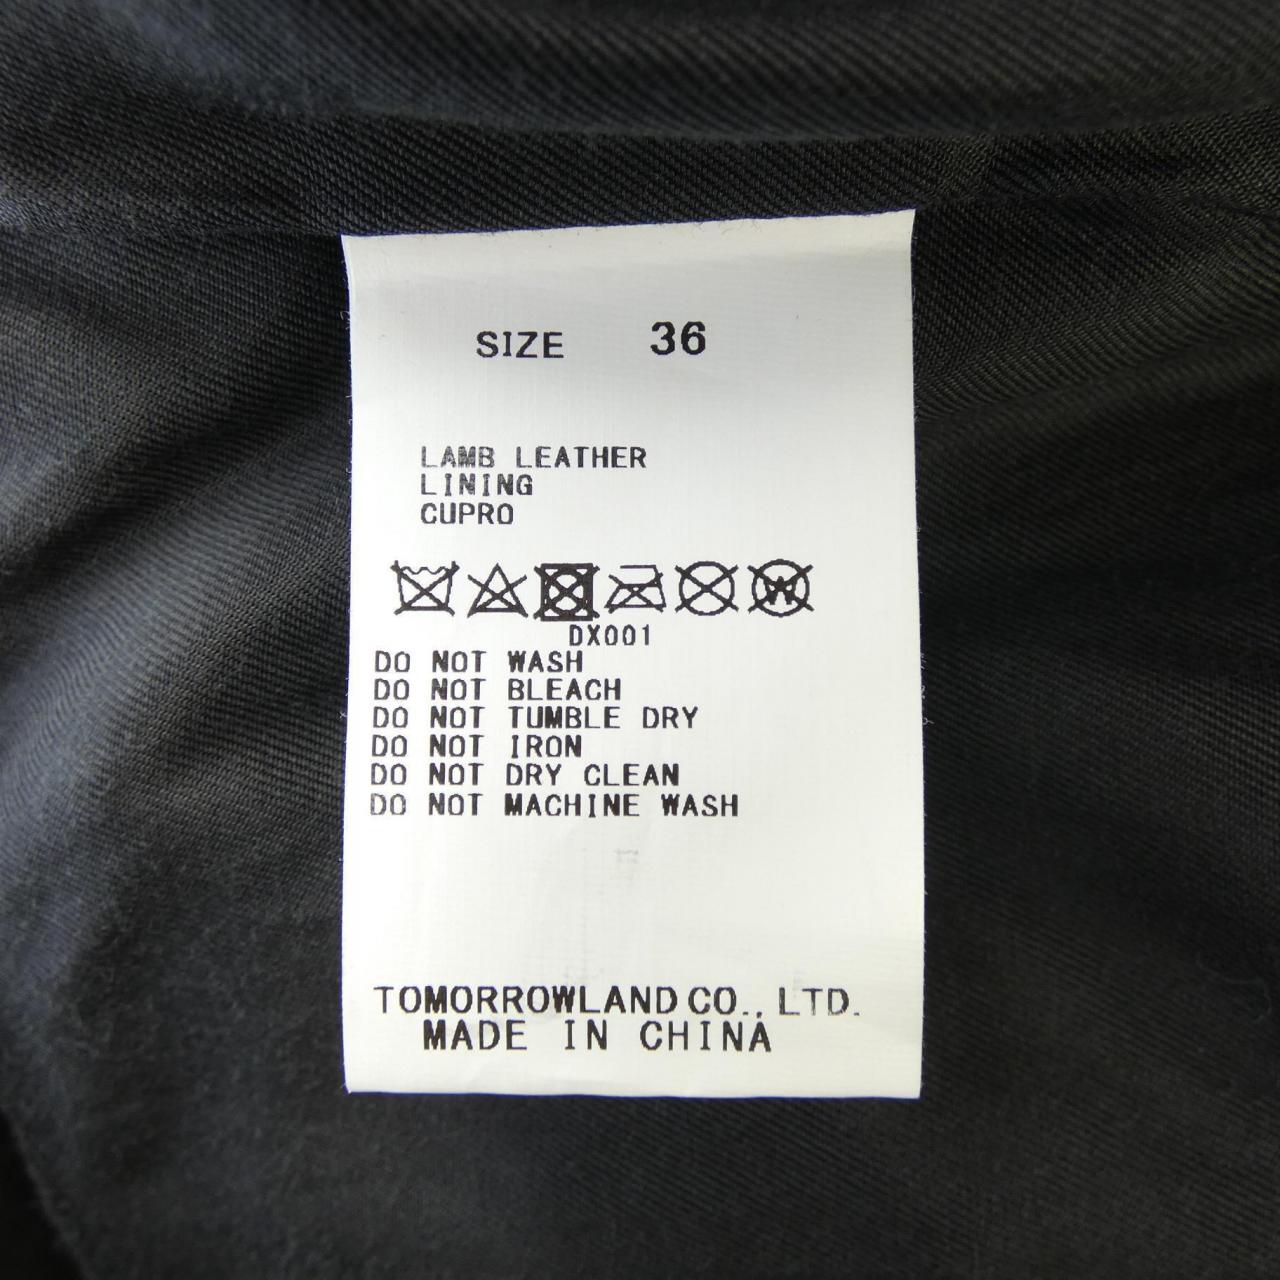 SIZE 36
LAMB LEATHER
LINING
CUPRO
W
DX001
DO NOT WASH
DO NOT BLEACH
DO NOT TUMBLE DRY
DO NOT IRON
DO NOT DRY CLEAN
DO NOT MACHINE WASH
TOMORROWLAND CO., LTD.
MADE IN CHINA